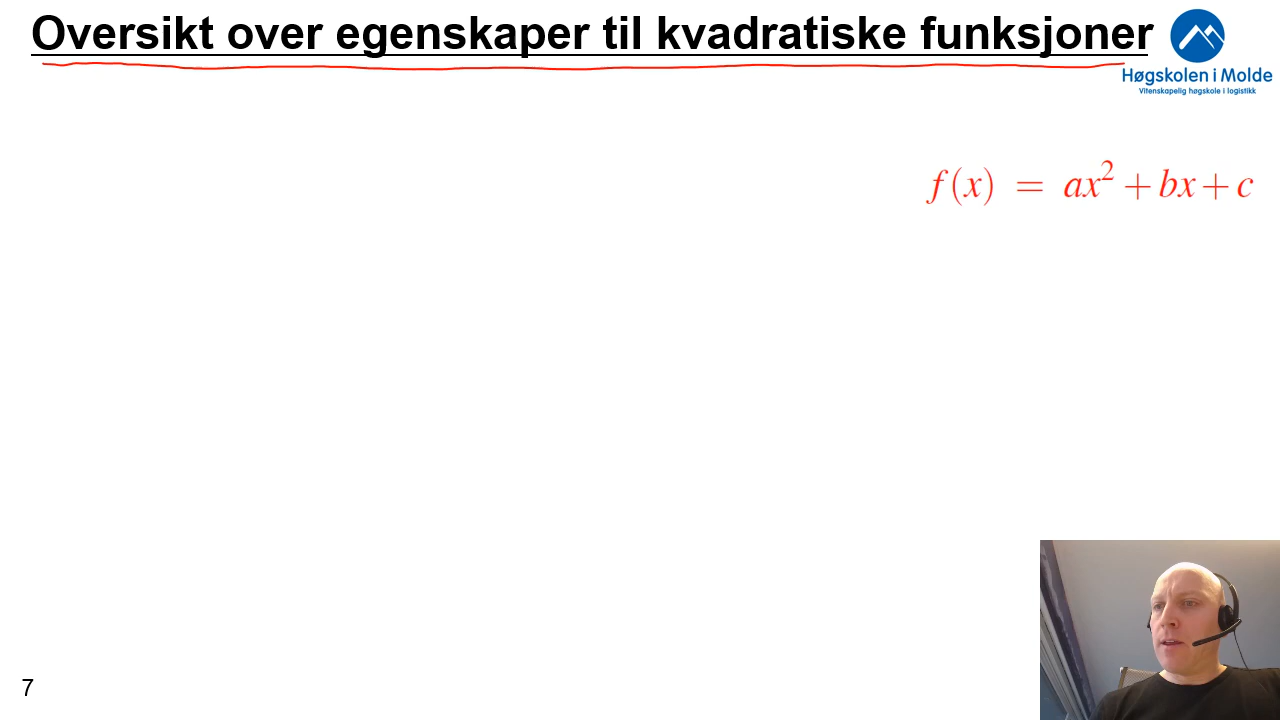 Oversikt over egenskaper til kvadratiske funksjoner
Høgskolen i Molde
Vitenskapelig høgskole i logistikk
f(x) = ax² + bx + c
7